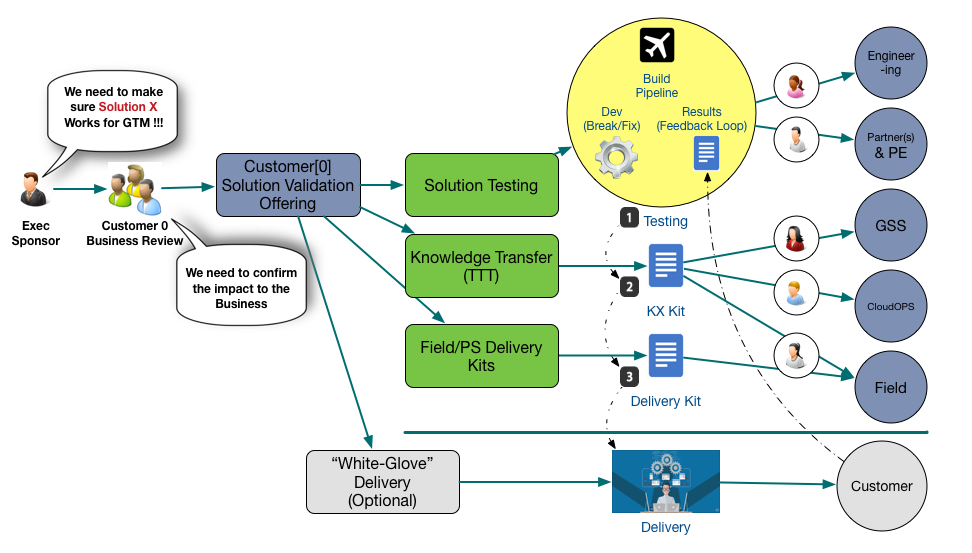 We need to make
sure Solution X
Works for GTM !!!
Exec
Sponsor
Customer 0
Business Review
We need to confirm
the impact to the
Business
Customer[0]
Solution Validation
Offering
Solution Testing
Knowledge Transfer
(TTT)
Field/PS Delivery
Kits
“White-Glove”
Delivery
(Optional)
Build
Pipeline
Dev
(Break/Fix)
Results
(Feedback Loop)
1
Testing
2
KX Kit
3
Delivery Kit
Delivery
Engineer
-ing
Partner(s)
& PE
GSS
CloudOPS
Field
Customer